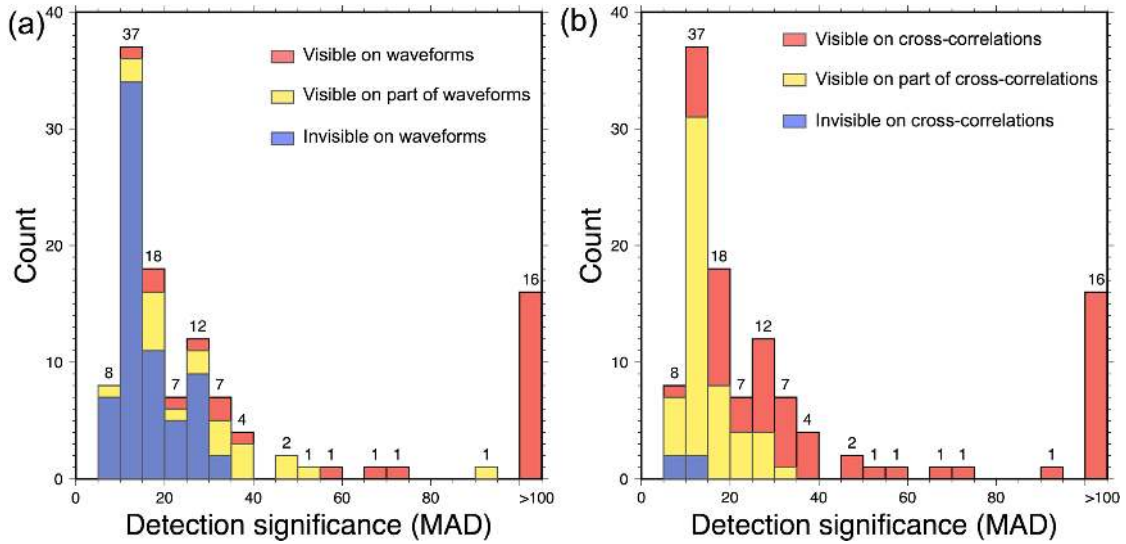 (a)
40
30
20
10
0
Count
37
8
18
7
12
7
4
2
1
1
1
1
1
16
Visible on waveforms
Visible on part of waveforms
Invisible on waveforms
0 20 40 60 80 >100
Detection significance (MAD)
(b)
40
30
20
10
0
Count
37
8
18
7
12
7
4
2
1
1
1
1
1
16
Visible on cross-correlations
Visible on part of cross-correlations
Invisible on cross-correlations
0 20 40 60 80 >100
Detection significance (MAD)